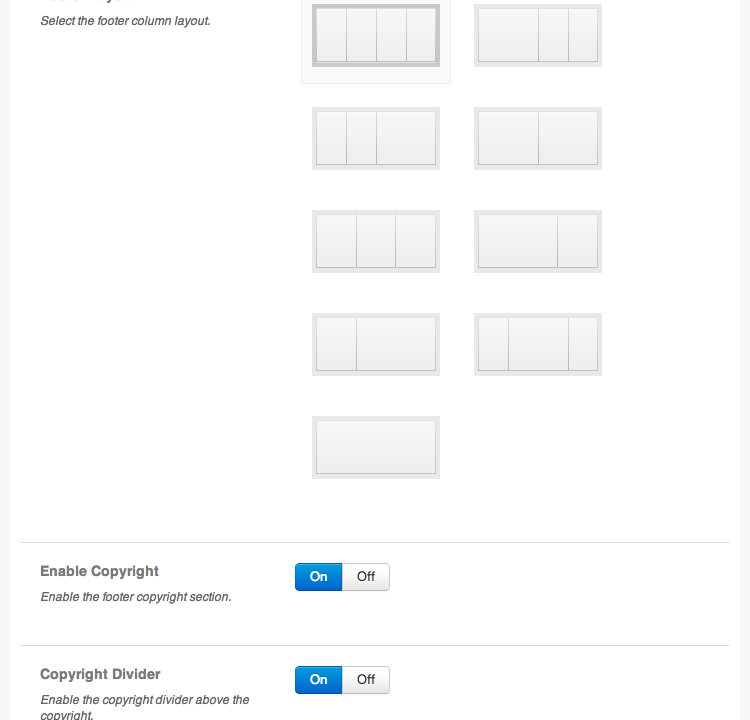 Select the footer column layout.
Enable Copyright
On Off
Enable the footer copyright section.
Copyright Divider
On Off
Enable the copyright divider above the
copyright.